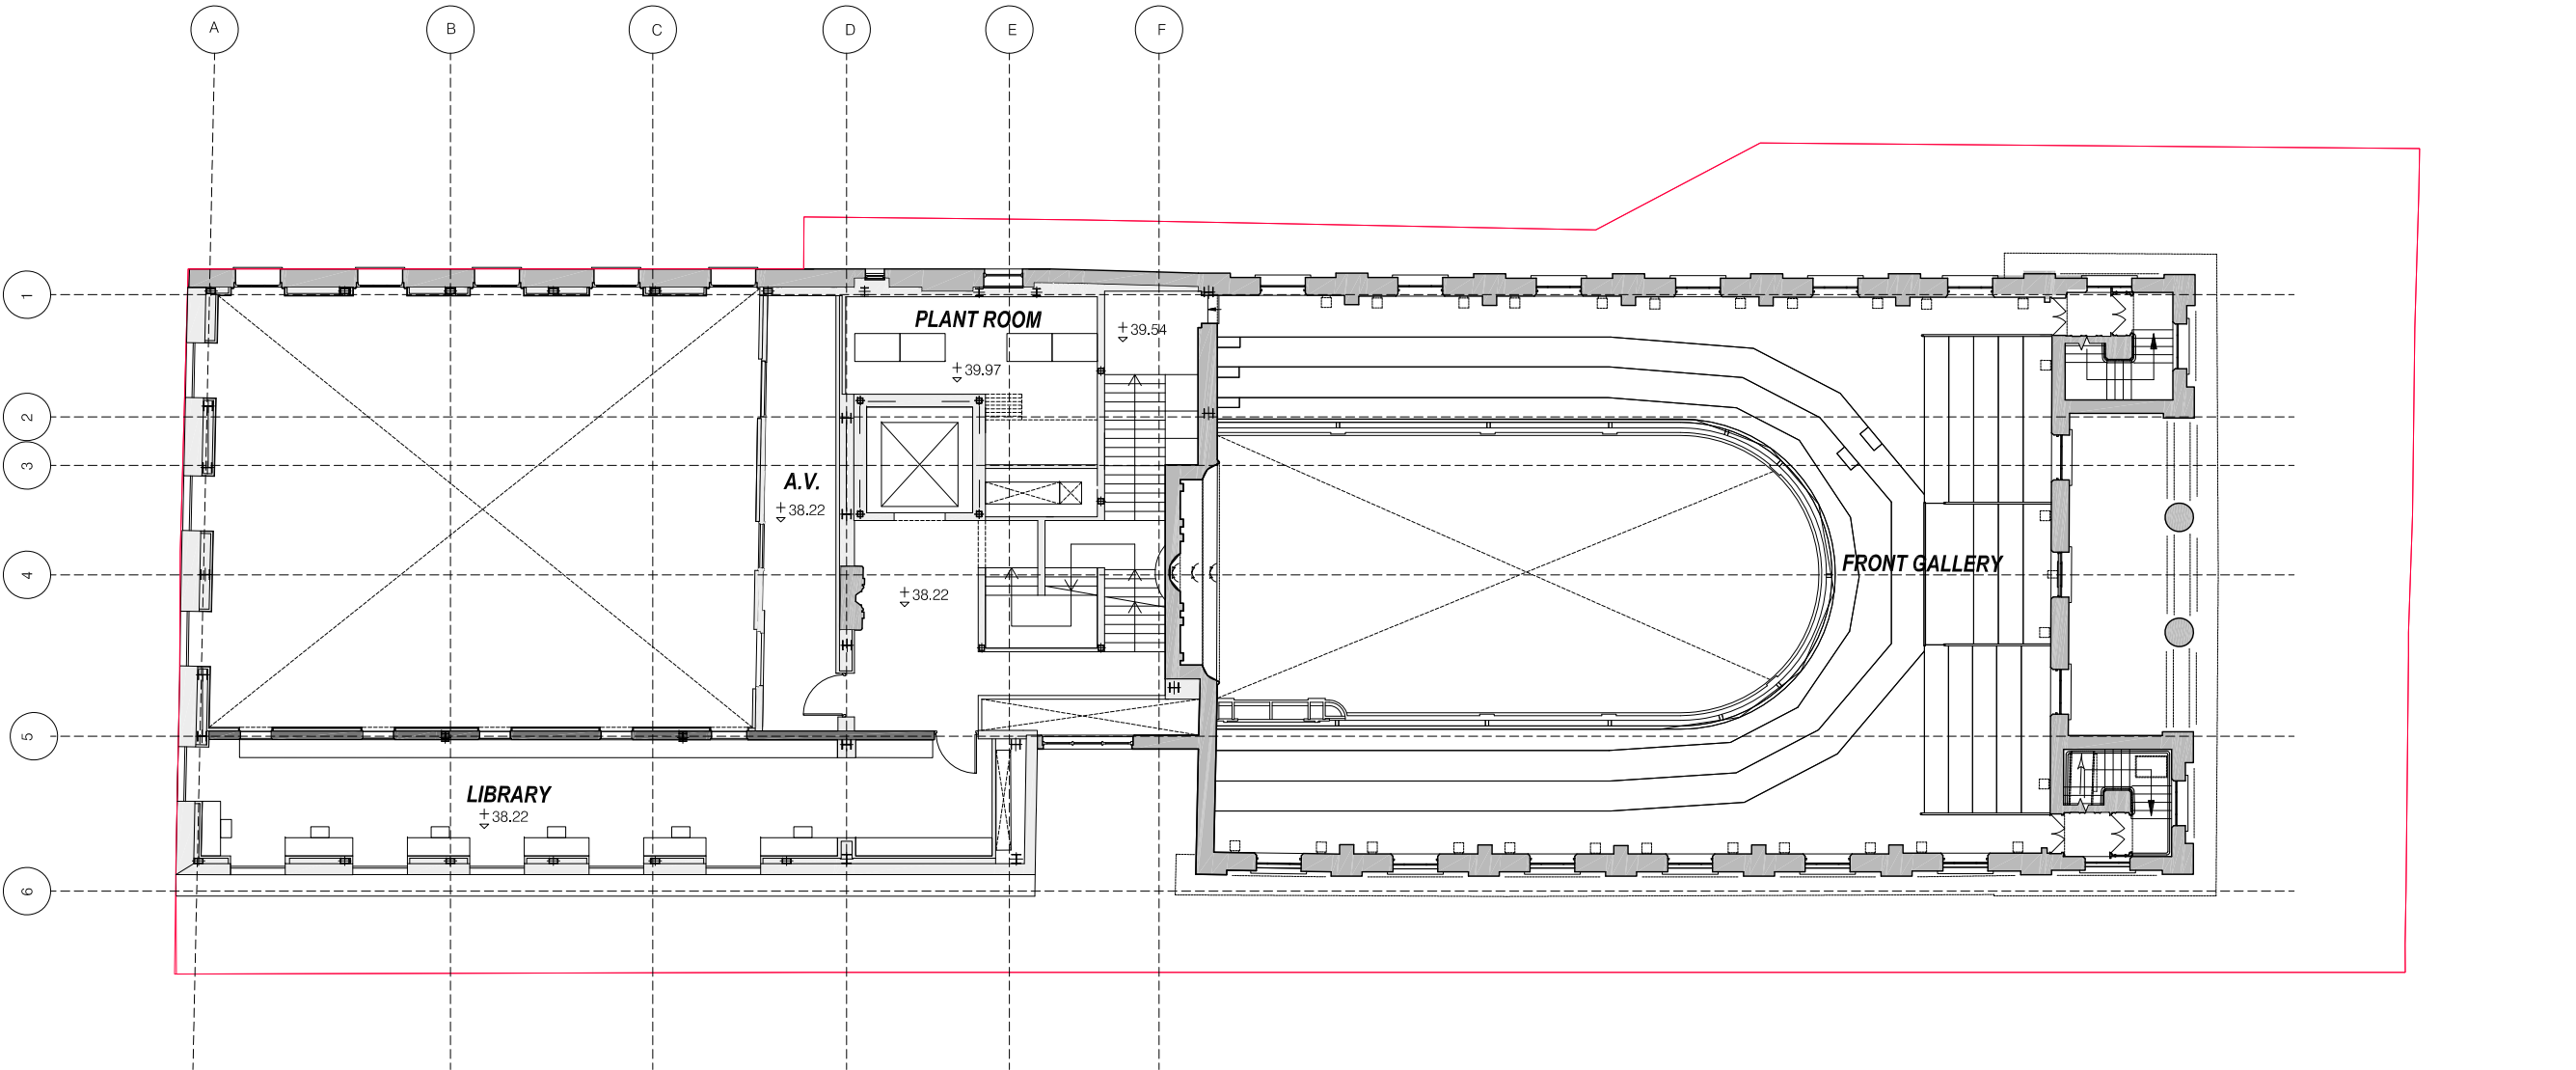 A
B
C
D
E
F
1
PLANT ROOM
39.54
39.97
2
3
A.V.
38.22
4
FRONT GALLERY
38.22
5
LIBRARY
38.22
6